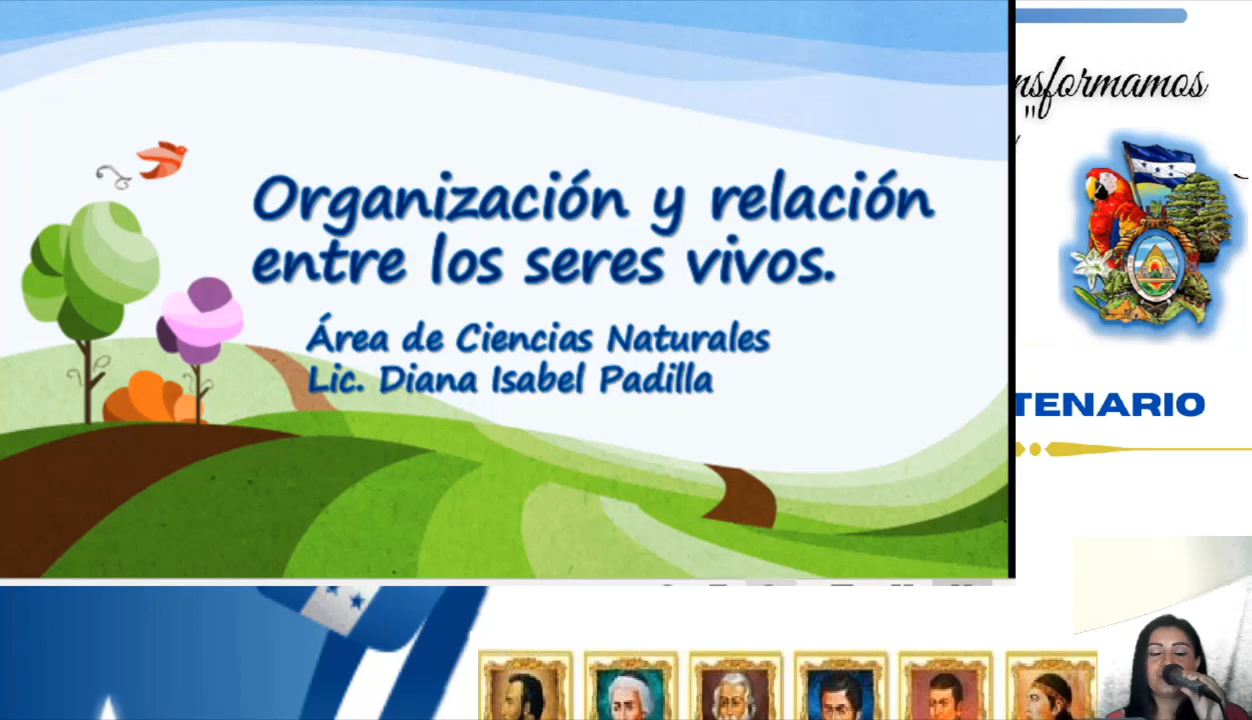 Organización y relación
entre los seres vivos.
Área de Ciencias Naturales
Lic. Diana Isabel Padilla
nsformamos
"
TENARIO